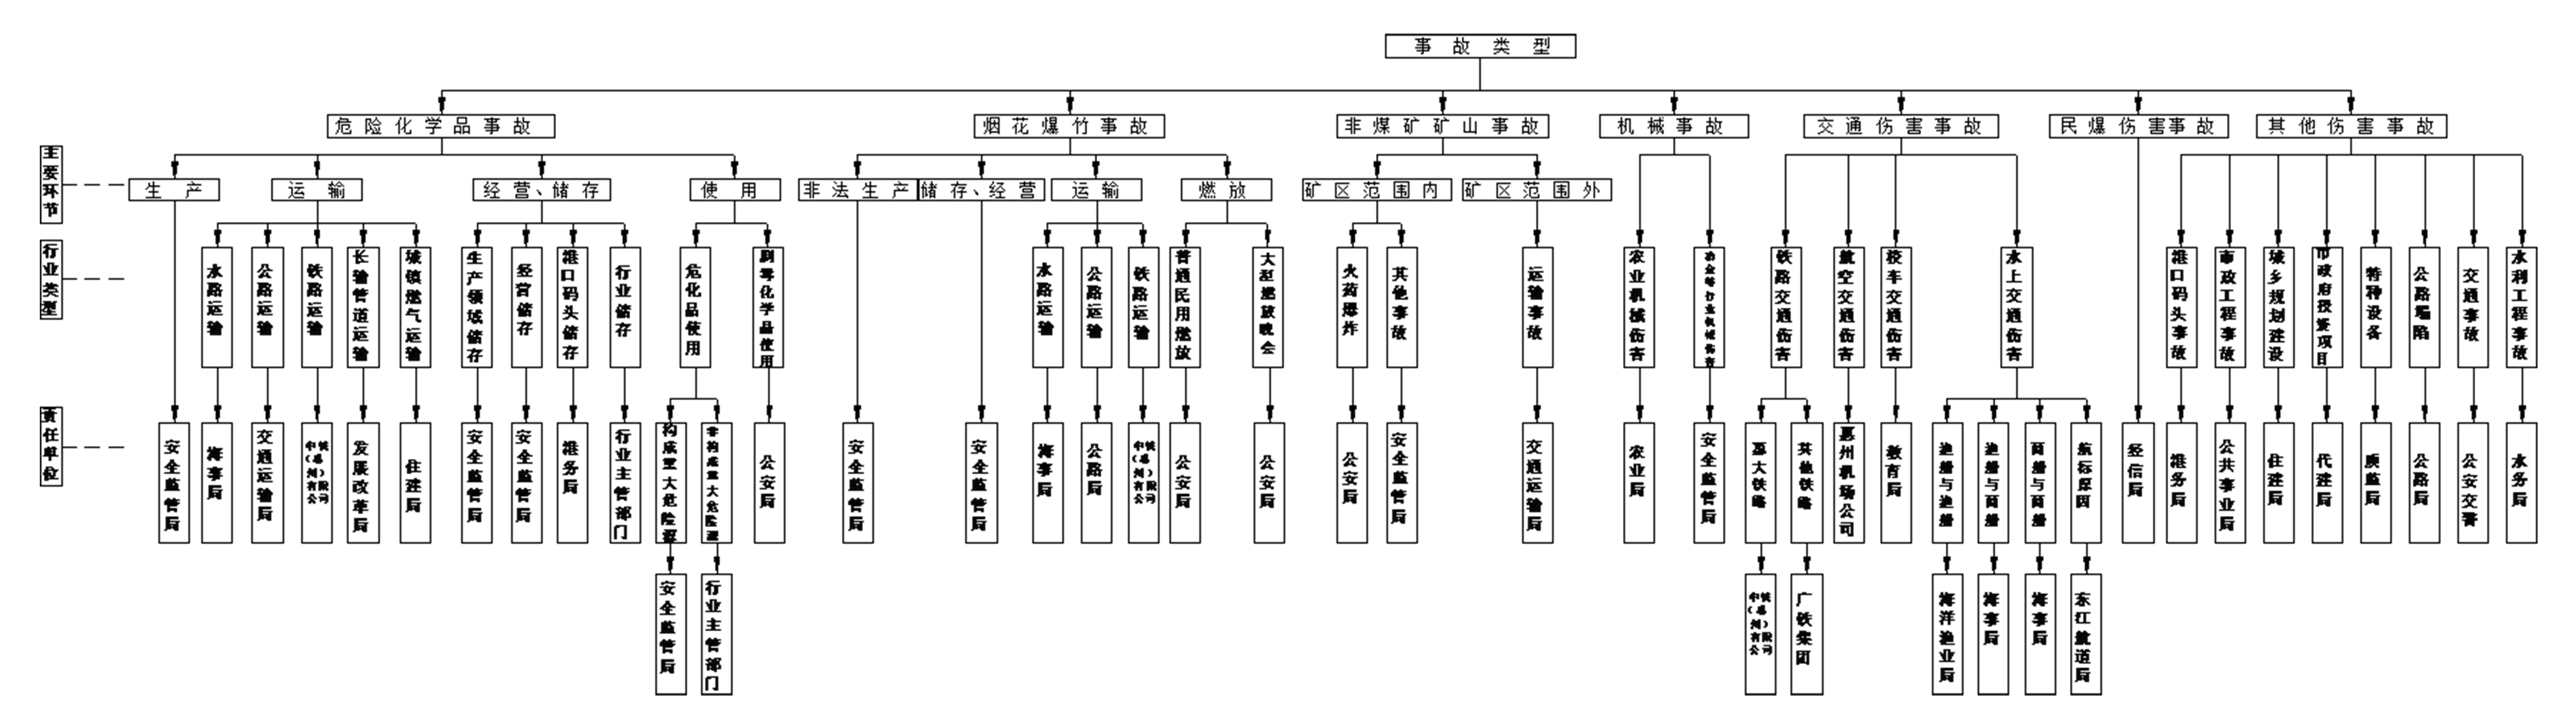 事故类型
危险化学品事故
烟花爆竹事故
非煤矿矿山事故
机械事故
交通伤害事故
民爆伤害事故
其他伤害事故
主要环节
生产
运输
经营、储存
使用
非法生产
储存、经营
运输
燃放
矿区范围内
矿区范围外
行业类型
水路运输
公路运输
铁路运输
长输管道运输
城镇燃气运输
生产领域储存
经营储存
港口码头储存
行业储存
危化品使用
剧毒化学品使用
水路运输
公路运输
铁路运输
普通民用燃放
大型燃放晚会
火药爆炸
其他事故
运输事故
农业机械伤害
铁路交通伤害
航空交通伤害
校车交通伤害
水上交通伤害
港口码头事故
市政工程事故
城乡规划建设
市政府投资项目
特种设备
公路塌陷
交通事故
水利工程事故
责任单位
安全监管局
海事局
交通运输局
发展改革局
住建局
安全监管局
安全监管局
港务局
行业主管部门
构成重大危险源
非构成重大危险源
公安局
安全监管局
安全监管局
海事局
公路局
公安局
公安局
公安局
安全监管局
交通运输局
农业局
安全监管局
惠大铁路
其他铁路
惠州机场公司
教育局
渔船与渔船
渔船与商船
商船与商船
航标原因
经信局
港务局
公共事业局
住建局
代建局
质监局
公路局
公安交警
水务局
安全监管局
行业主管部门
广铁集团
海洋渔业局
海事局
海事局
东江航道局